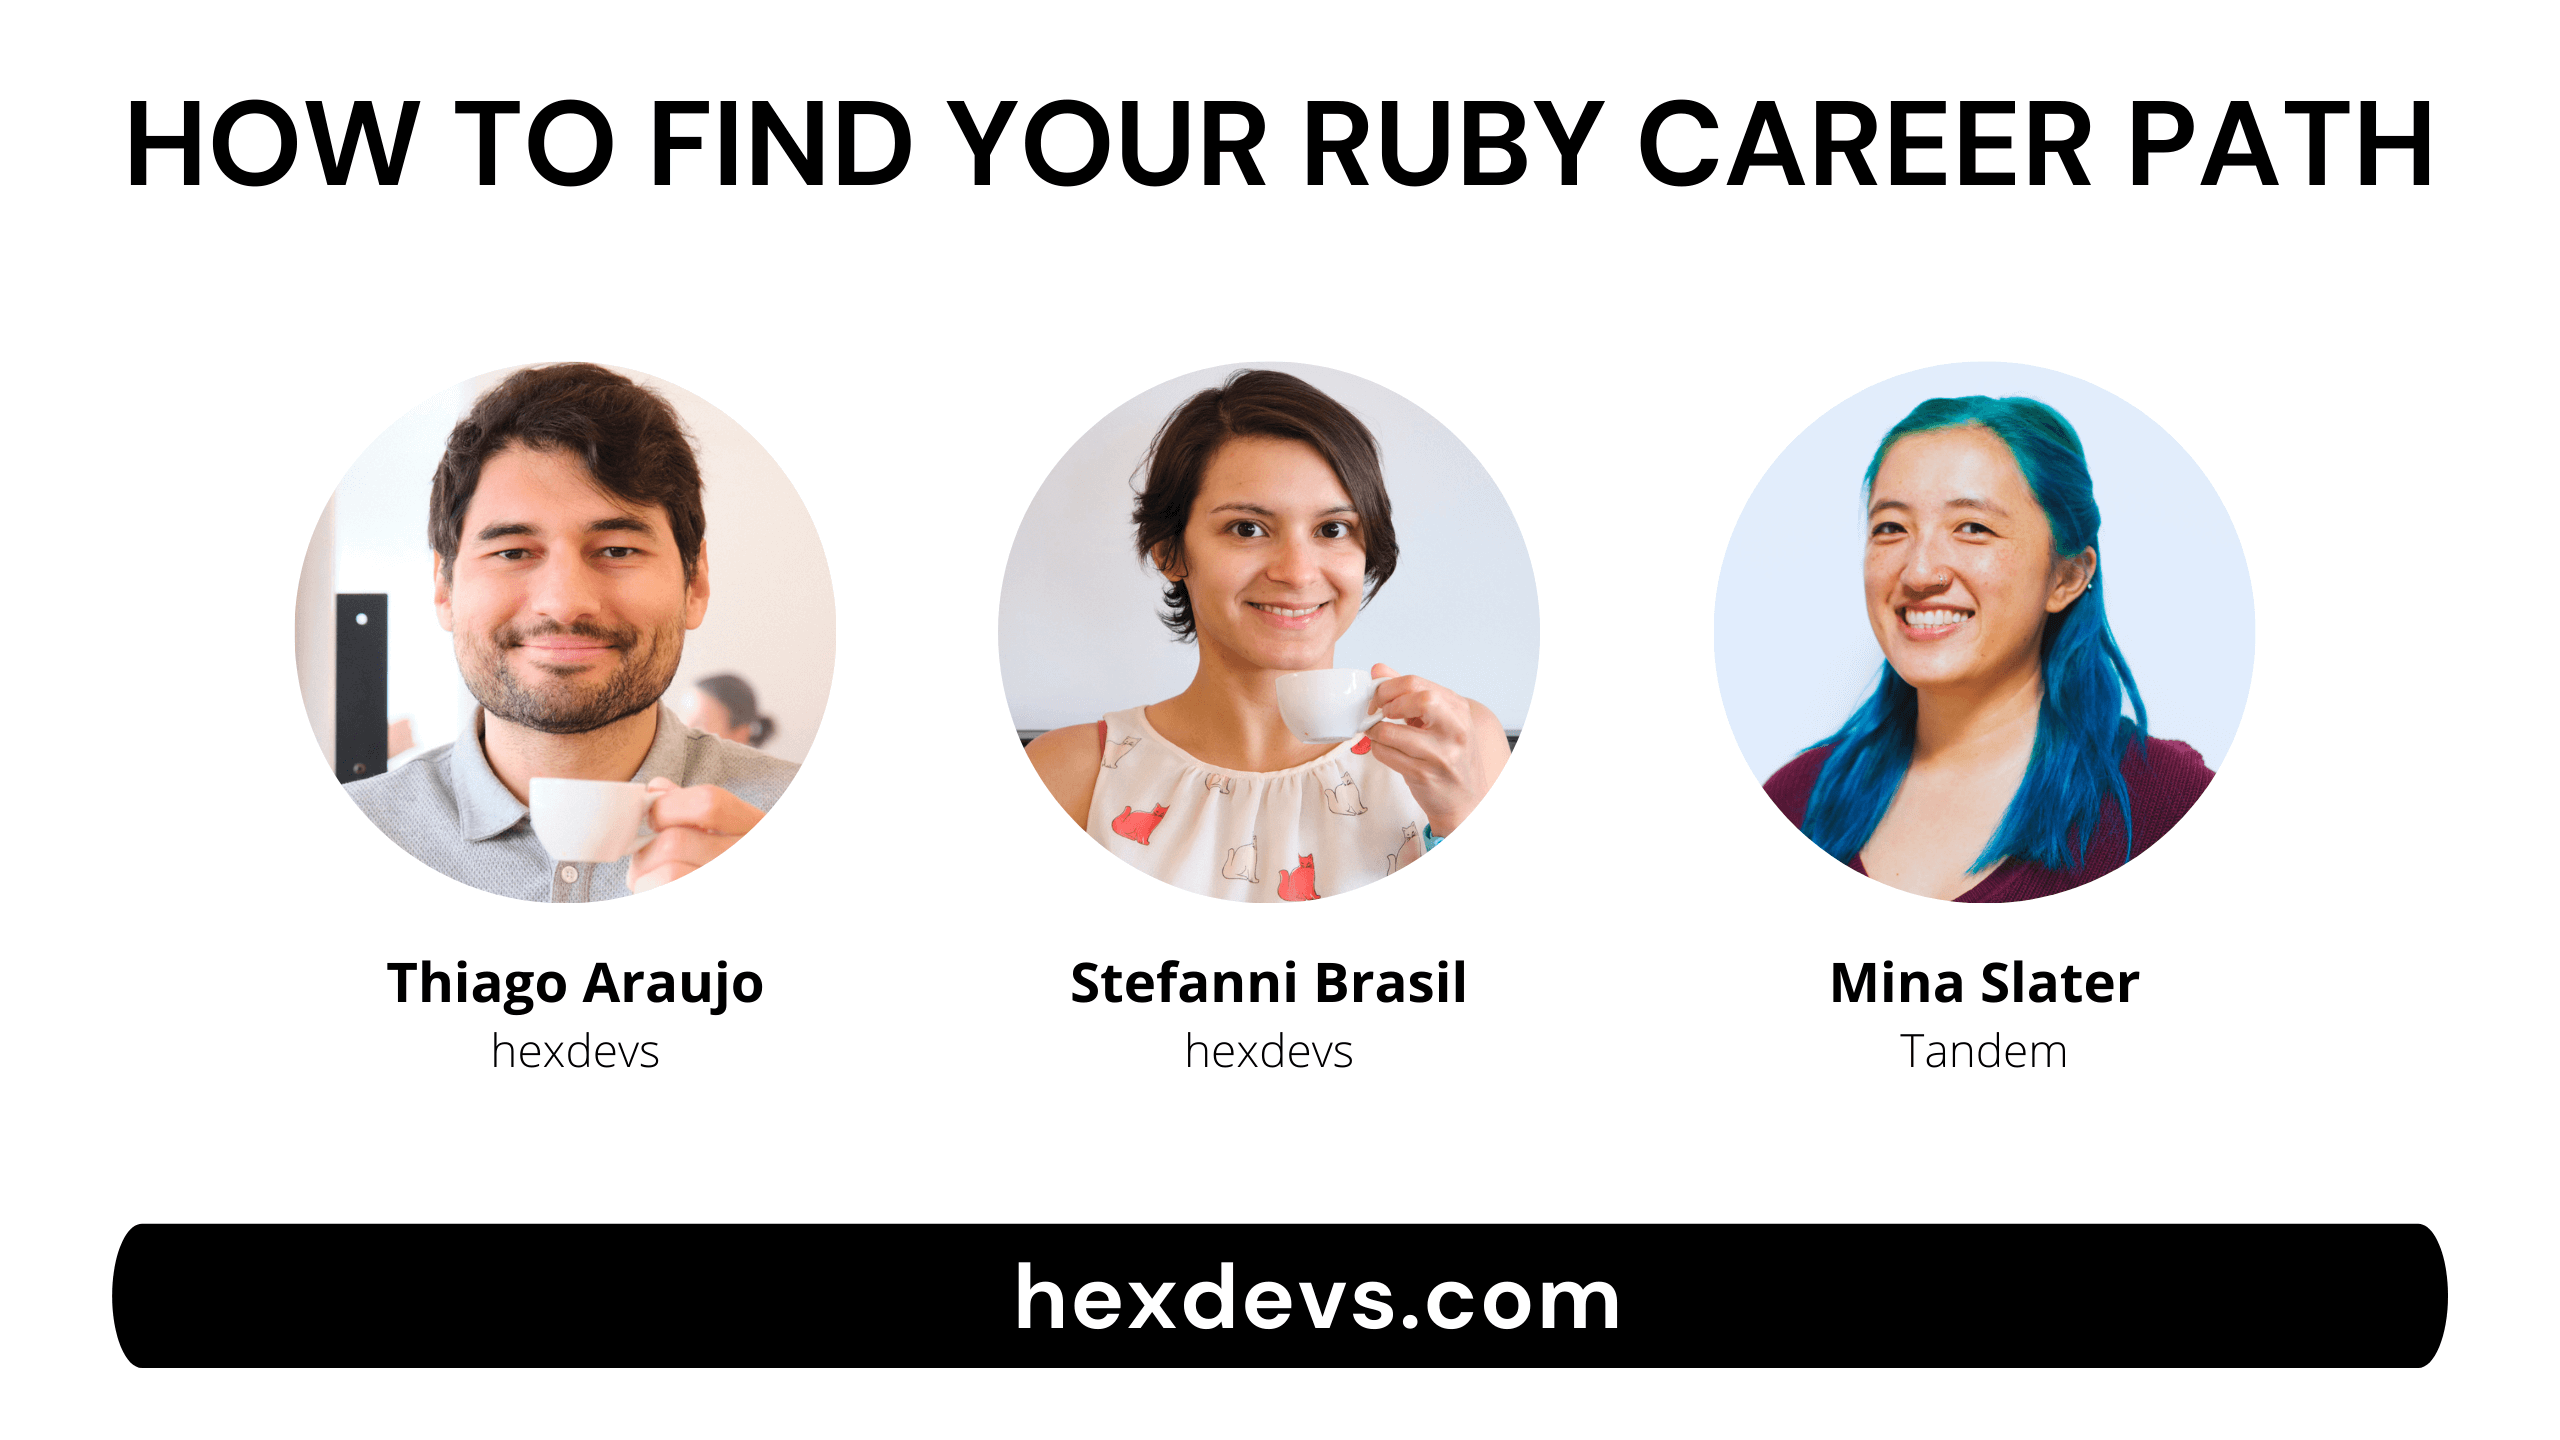 HOW TO FIND YOUR RUBY CAREER PATH
Thiago Araujo
hexdevs
Stefanni Brasil
hexdevs
Mina Slater
Tandem
hexdevs.com